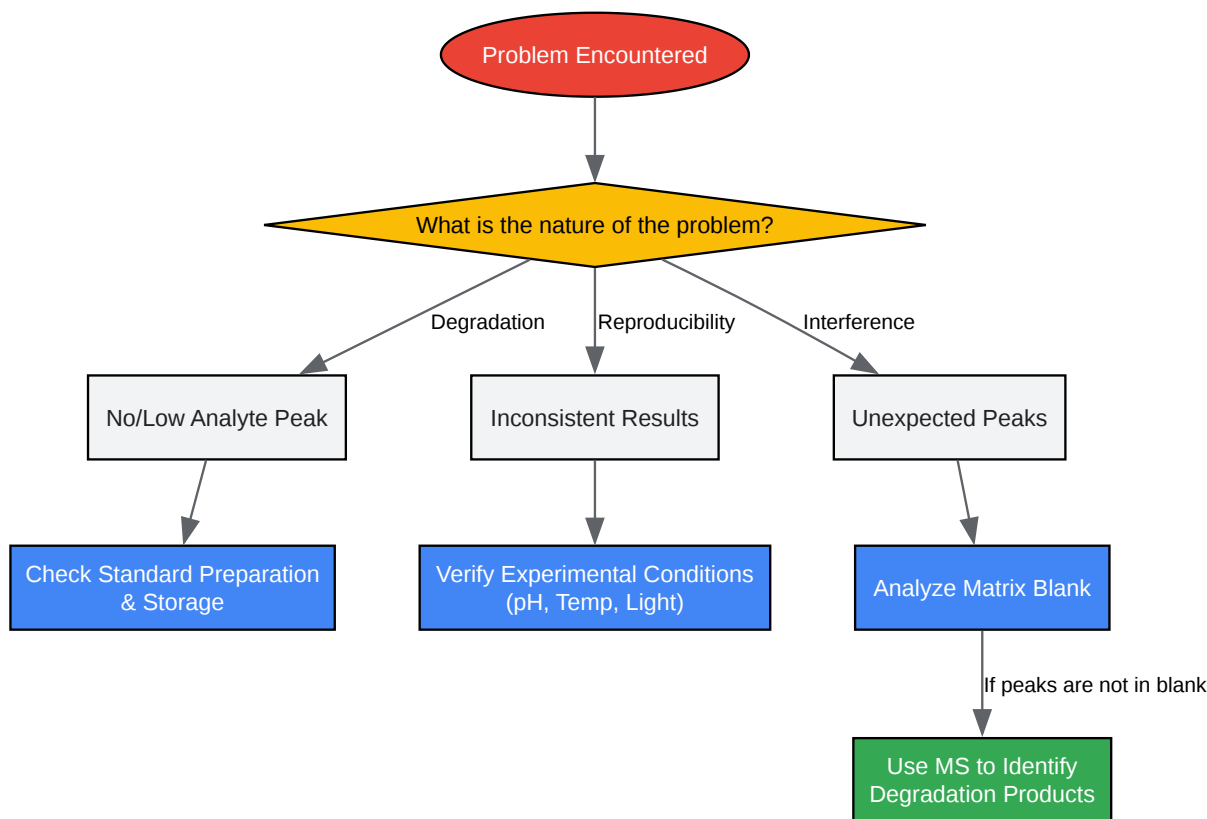 Problem Encountered
What is the nature of the problem?
Degradation
Reproducibility
Interference
No/Low Analyte Peak
Inconsistent Results
Unexpected Peaks
Check Standard Preparation
& Storage
Verify Experimental Conditions
(pH, Temp, Light)
Analyze Matrix Blank
If peaks are not in blank
Use MS to Identify
Degradation Products